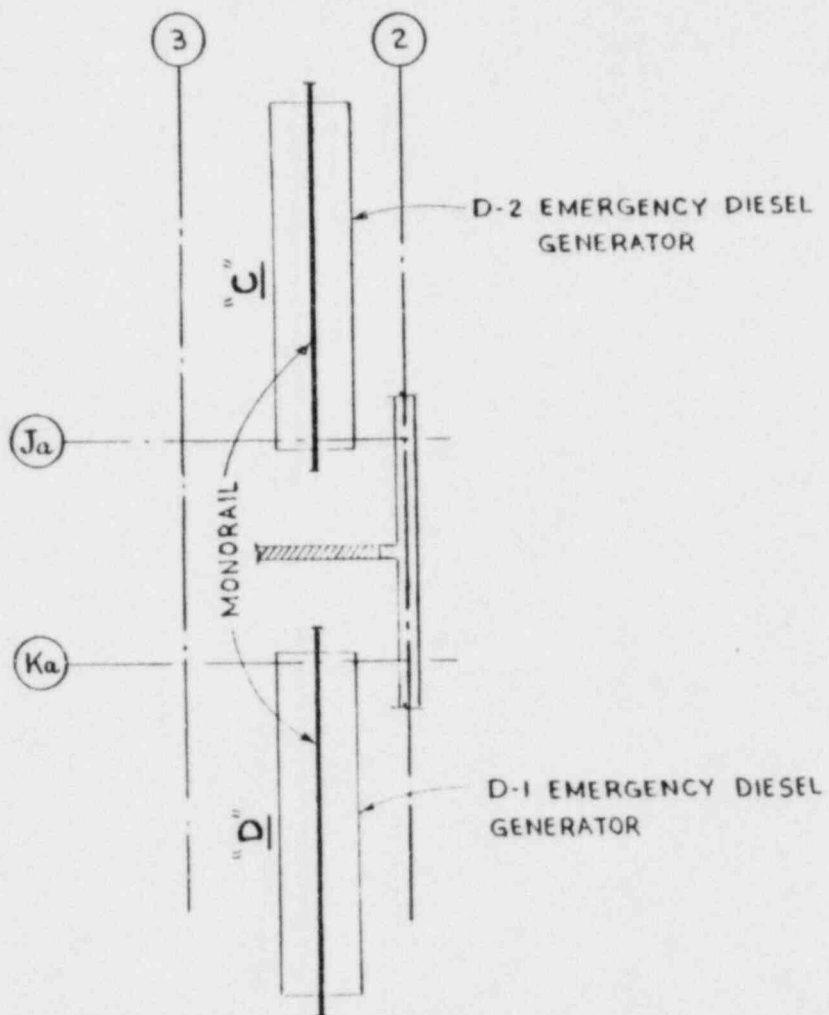 3
2
D-2 EMERGENCY DIESEL
GENERATOR
"C"
Ja
MONORAIL
Ka
D-1 EMERGENCY DIESEL
GENERATOR
"D"